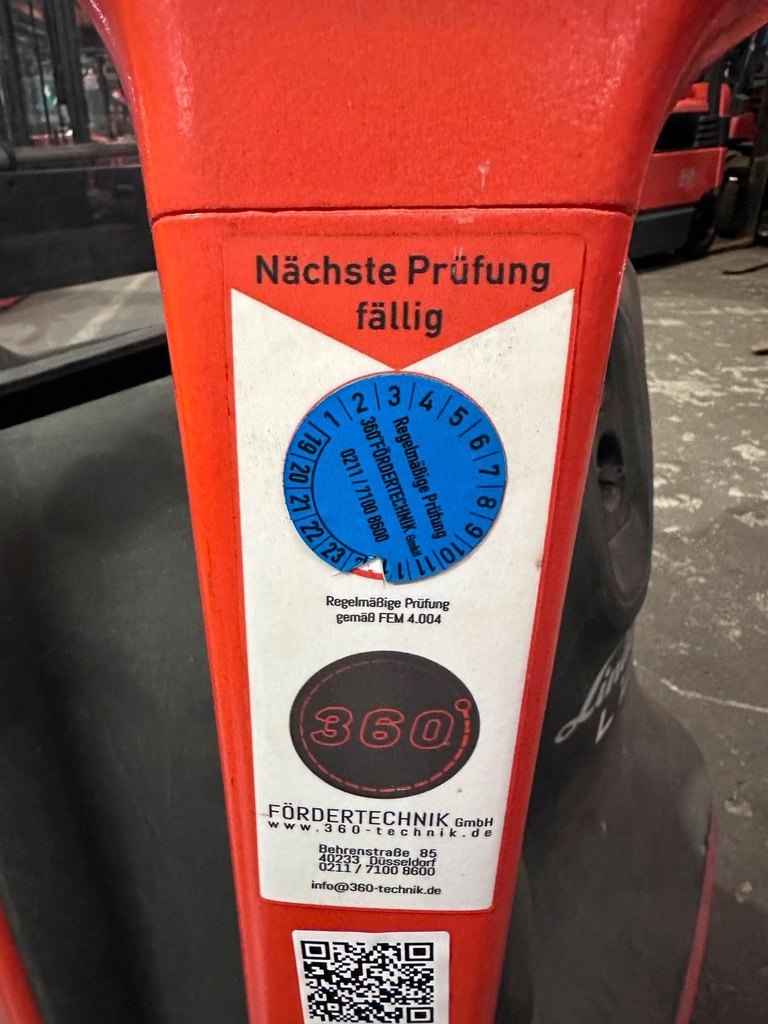 Nächste Prüfung
fällig
1 2 3 4 5 6 7 8 9 10 11
19 20 21 22 23
Regelmäßige Prüfung
360°FÖRDERTECHNIK GmbH
0211 / 7100 8600
Regelmäßige Prüfung
gemäß FEM 4.004
360°
FÖRDERTECHNIK GmbH
www.360-technik.de
Behrenstraße 85
40233 Düsseldorf
0211 / 7100 8600
info@360-technik.de